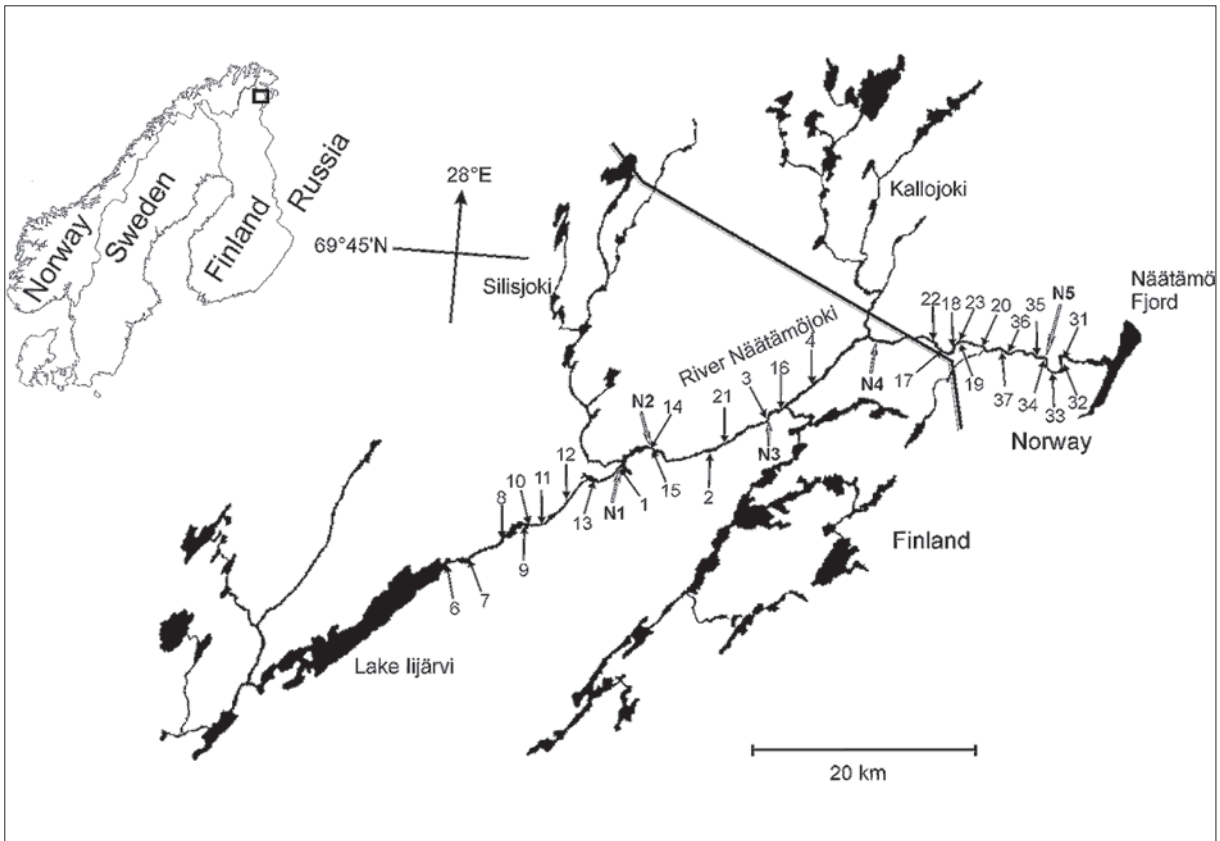 Norway
Sweden
Finland
Russia
28°E
69°45'N
Silisjoki
Kallojoki
Näätämö
Fjord
River Näätämöjoki
22
18
23
20
36
35
N5
31
17
19
37
34
33
32
N4
4
16
3
21
N3
N2
14
15
2
12
11
10
8
13
N1
1
9
7
6
Norway
Finland
Lake Iijärvi
20 km